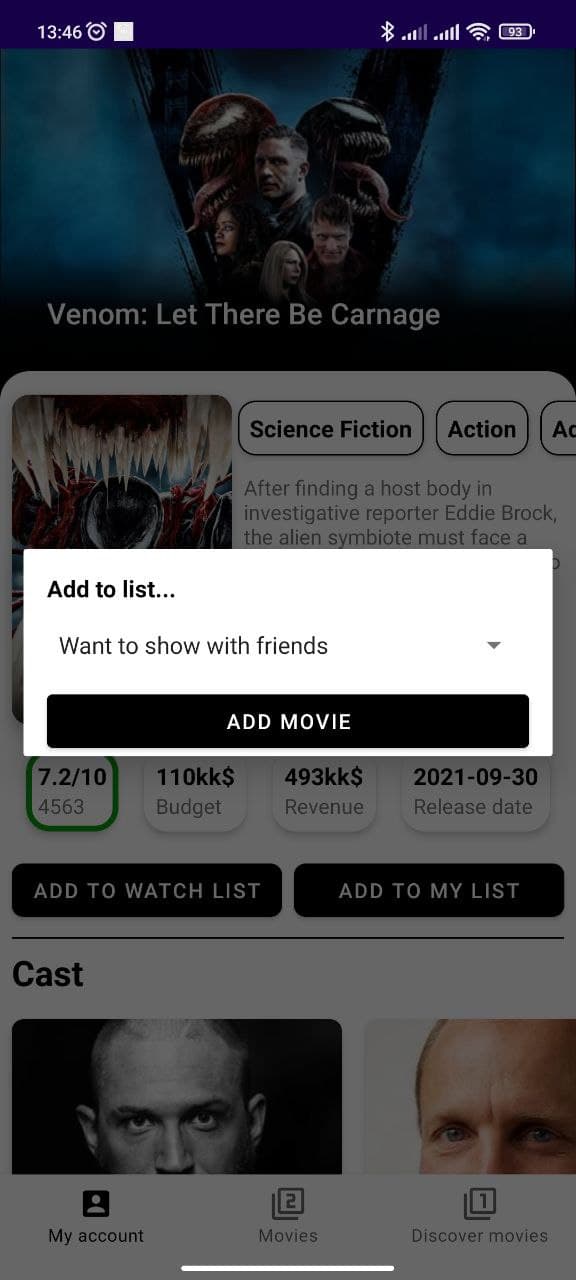 13:46
93
Venom: Let There Be Carnage
Science Fiction
Action
After finding a host body in
investigative reporter Eddie Brock,
the alien symbiote must face a
Add to list...
Want to show with friends
ADD MOVIE
7.2/10
4563
110kk$
Budget
493kk$
Revenue
2021-09-30
Release date
ADD TO WATCH LIST
ADD TO MY LIST
Cast
My account
2
Movies
1
Discover movies